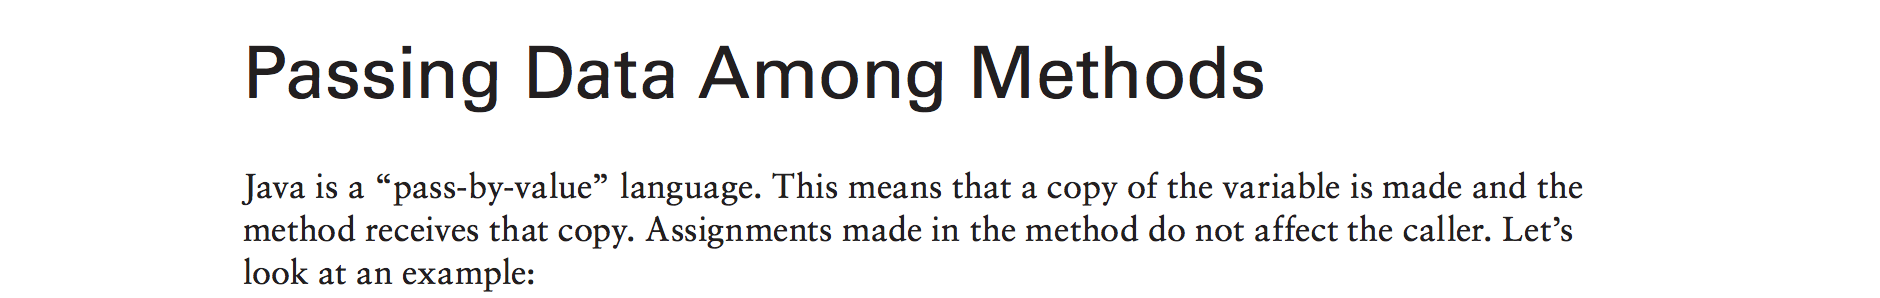 Passing Data Among Methods
Java is a “pass-by-value” language. This means that a copy of the variable is made and the
method receives that copy. Assignments made in the method do not affect the caller. Let’s
look at an example: